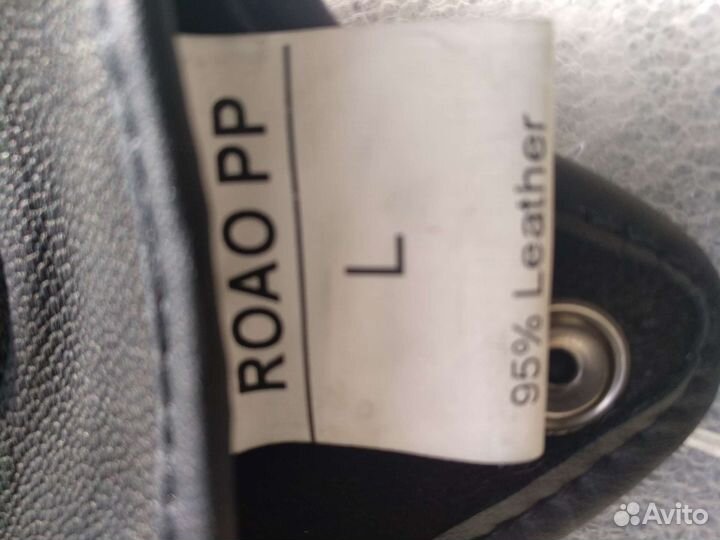 ROAO PP
L
95% Leather
Avito